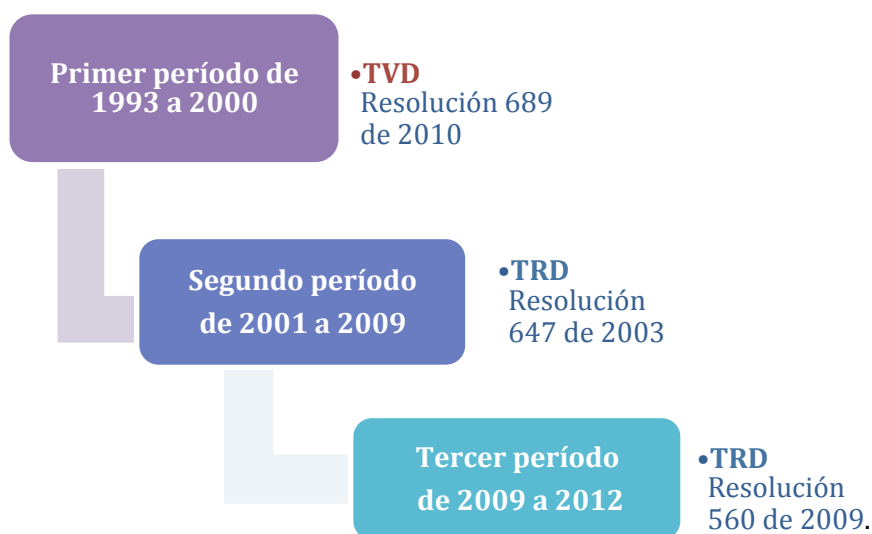 Primer período de
1993 a 2000
•TVD
Resolución 689
de 2010
Segundo período
de 2001 a 2009
•TRD
Resolución
647 de 2003
Tercer período
de 2009 a 2012
•TRD
Resolución
560 de 2009.